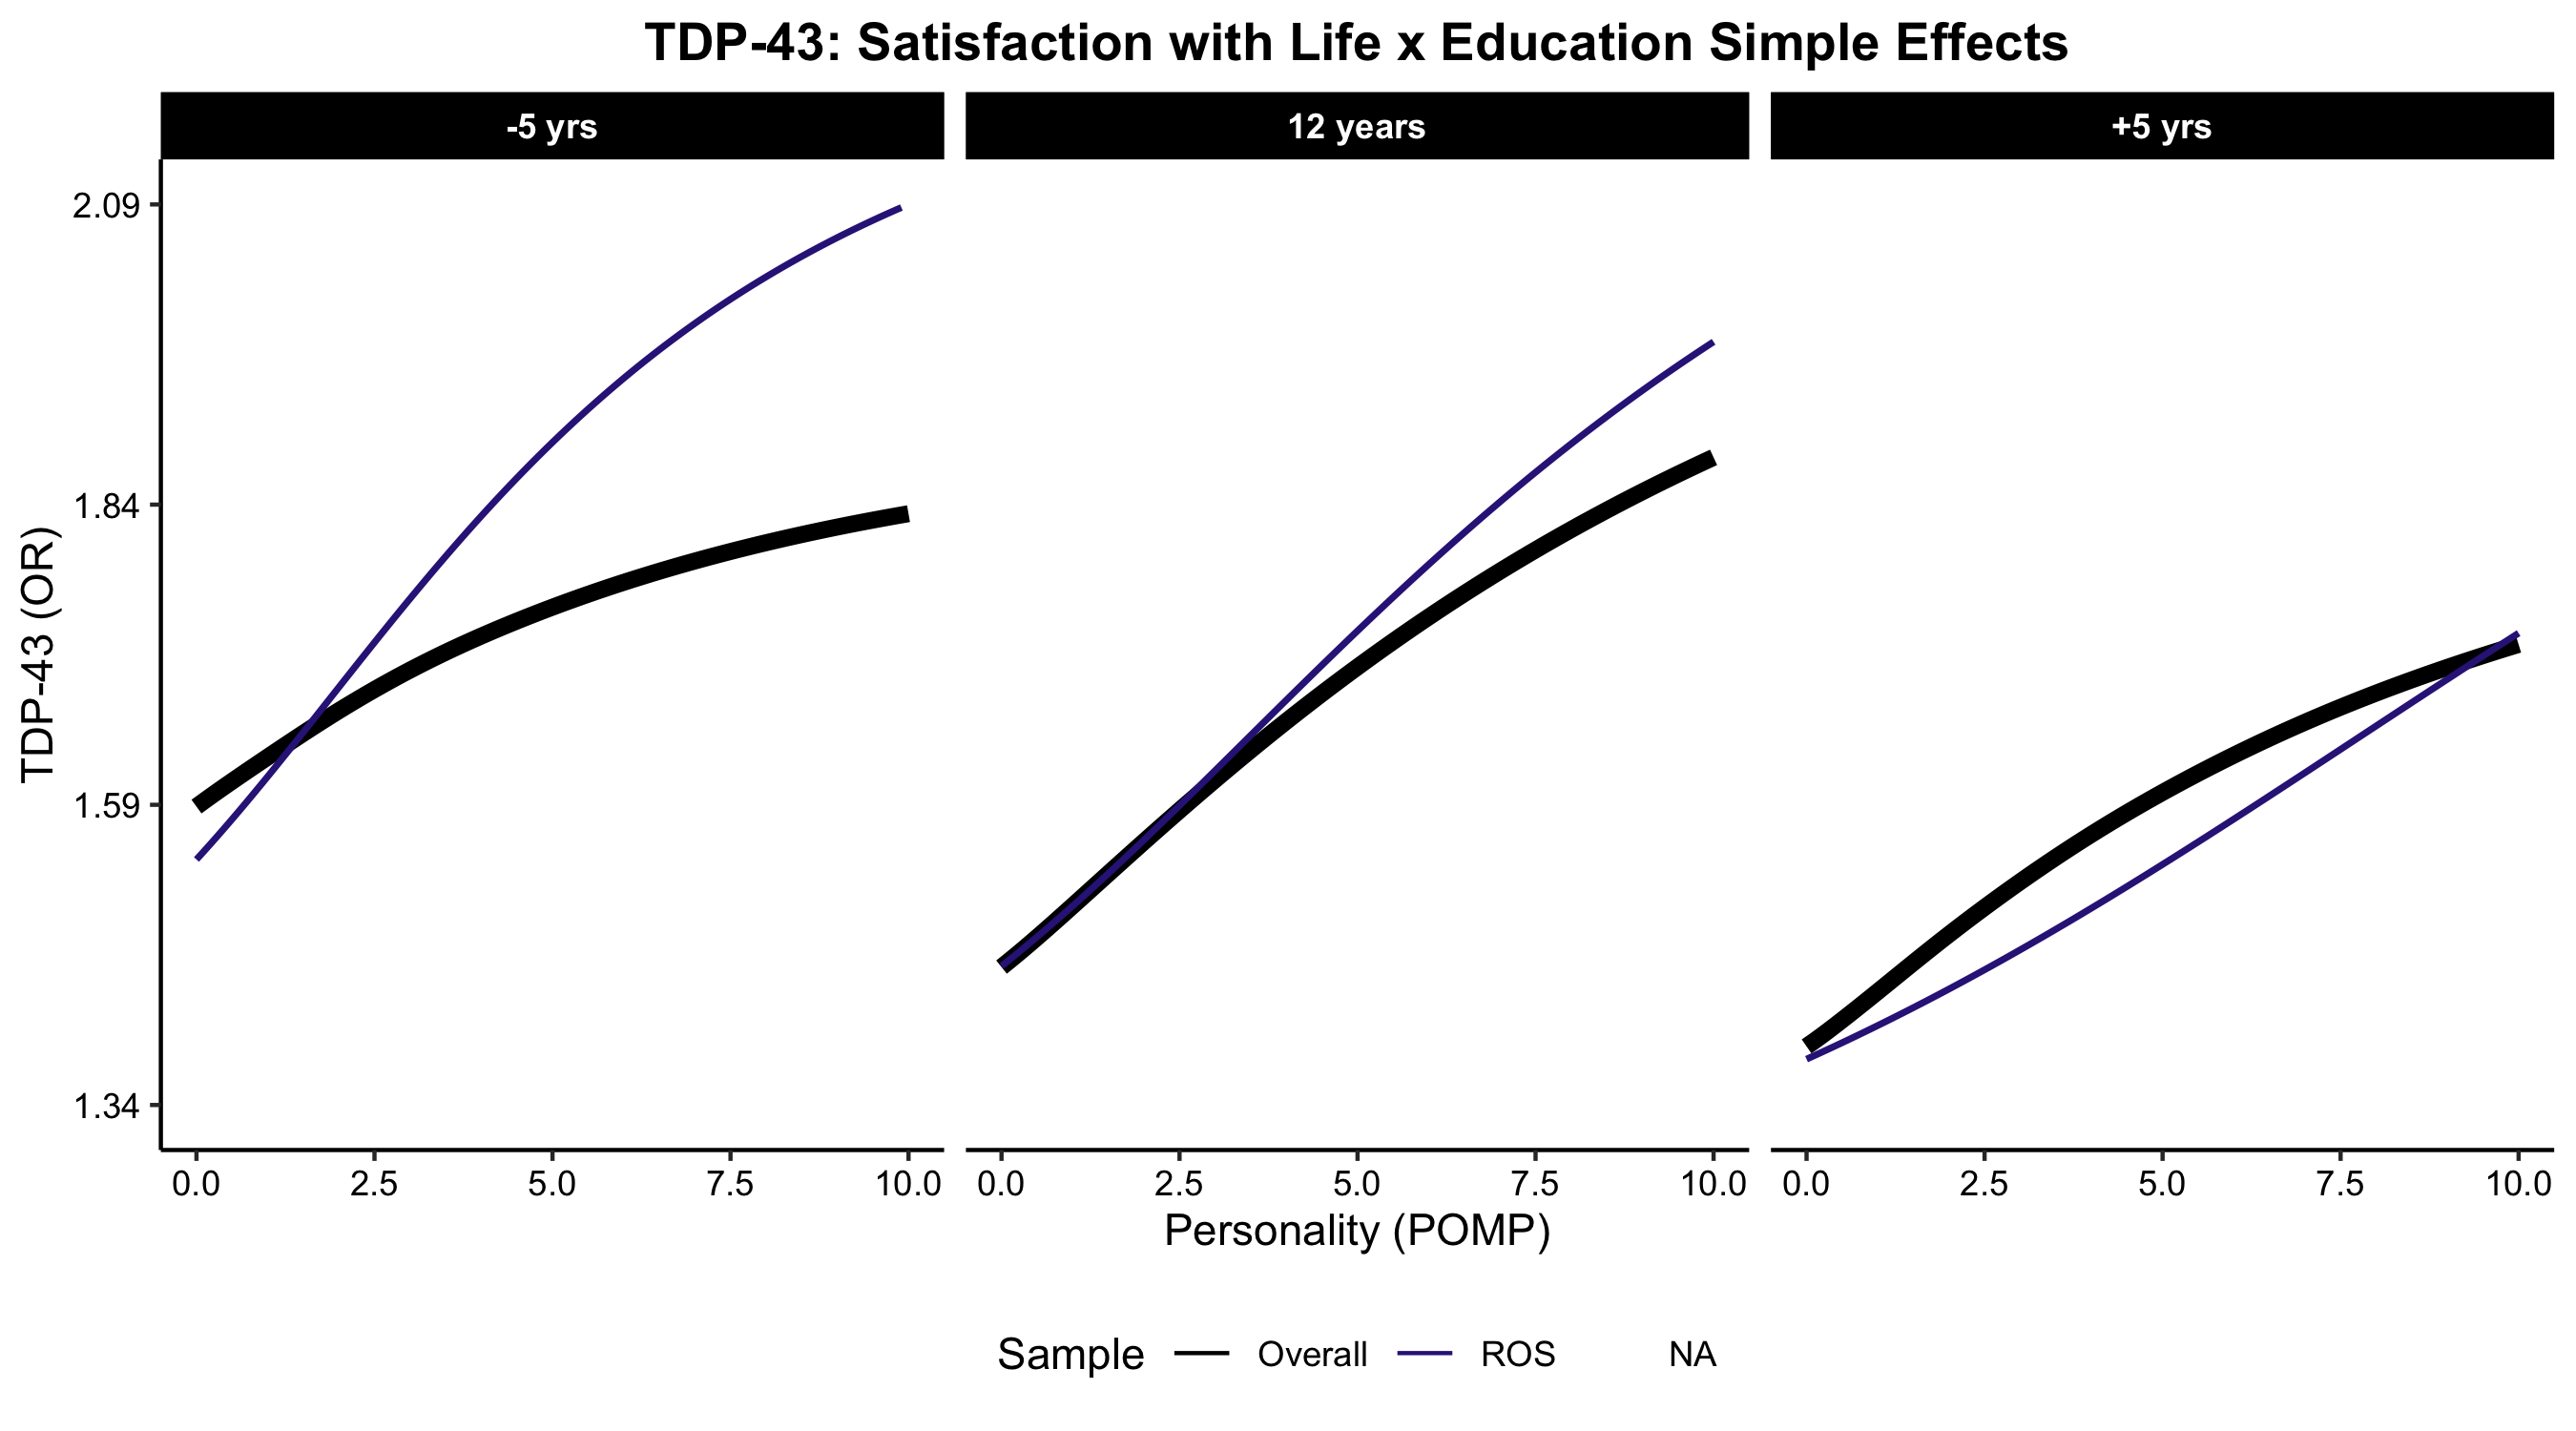 TDP-43: Satisfaction with Life x Education Simple Effects
-5 yrs
12 years
+5 yrs
TDP-43 (OR)
2.09
1.84
1.59
1.34
0.0 2.5 5.0 7.5 10.0 0.0 2.5 5.0 7.5 10.0 0.0 2.5 5.0 7.5 10.0
Personality (POMP)
Sample Overall ROS NA